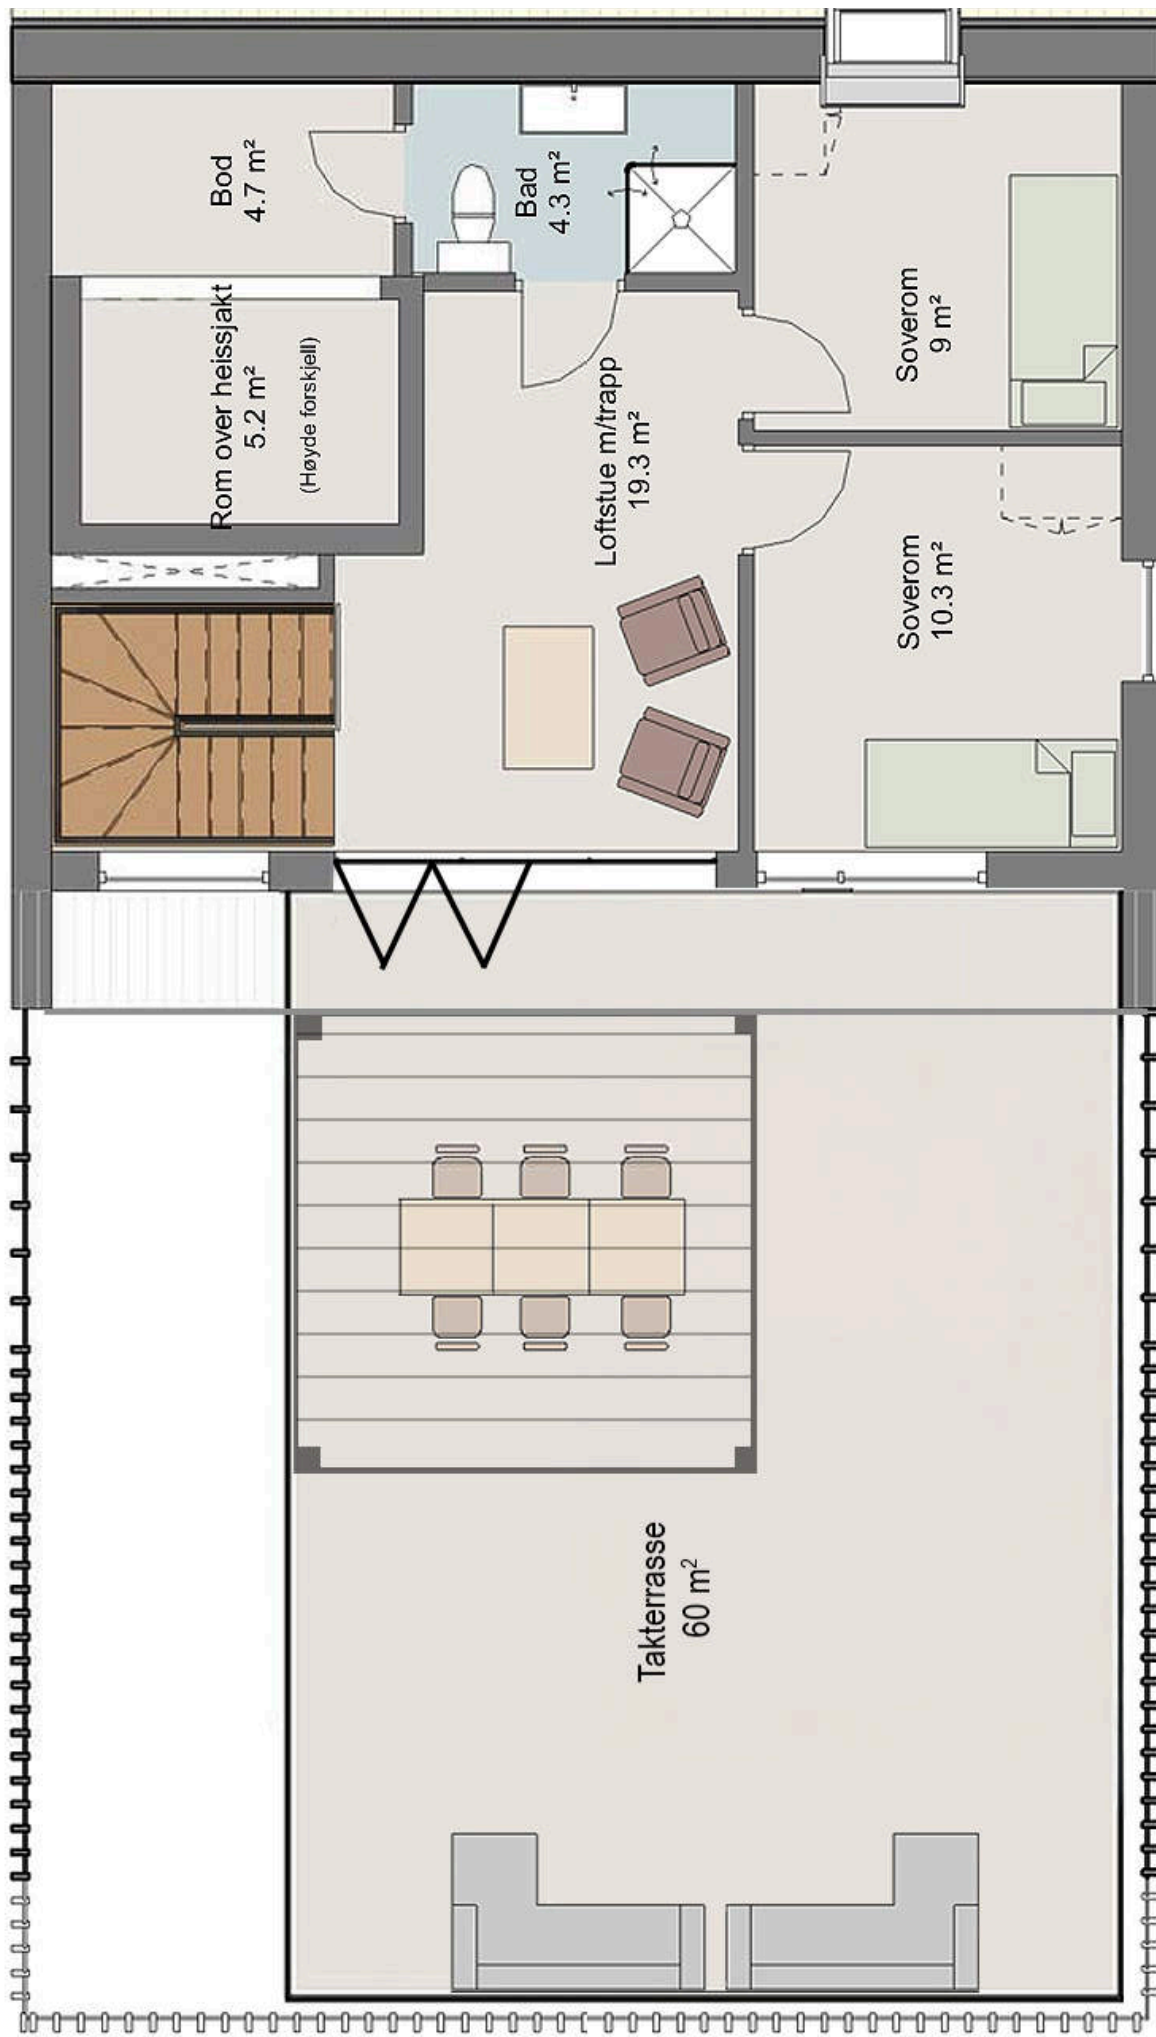 Bod
4.7 m²
Bad
4.3 m²
Rom over heissjakt
5.2 m²
(Høyde forskjell)
Loftstue m/trapp
19.3 m²
Soverom
9 m²
Soverom
10.3 m²
Takterrasse
60 m²